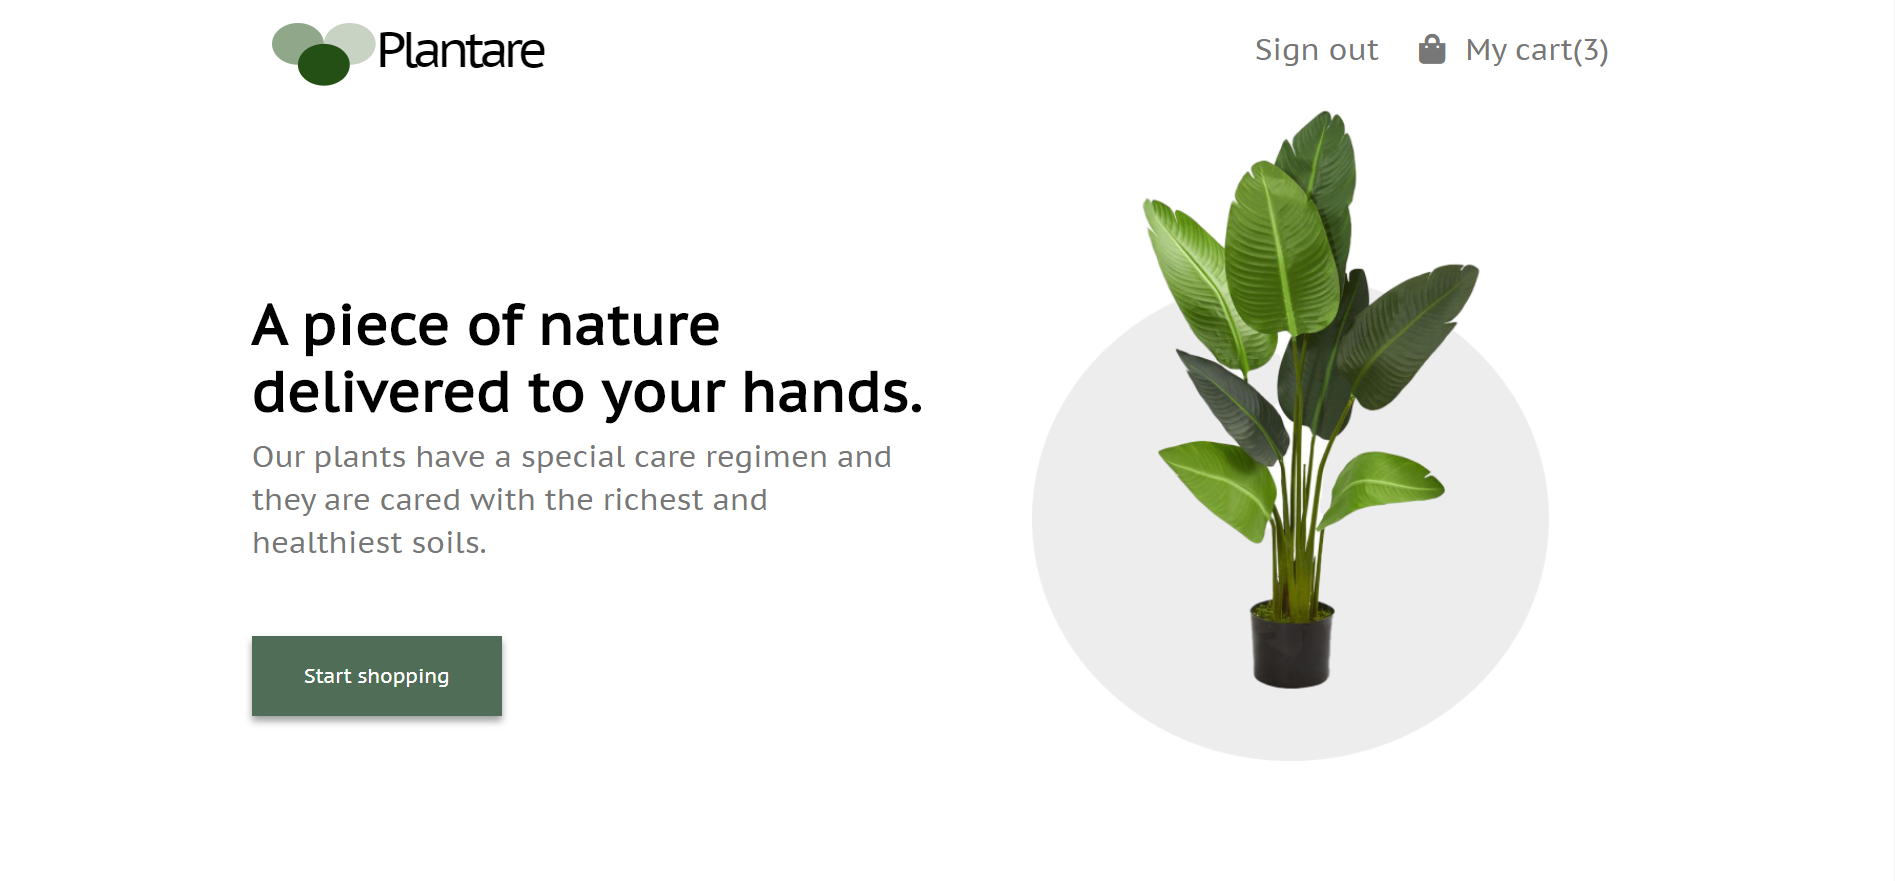 Plantare
Sign out
My cart(3)
A piece of nature
delivered to your hands.
Our plants have a special care regimen and
they are cared with the richest and
healthiest soils.
Start shopping